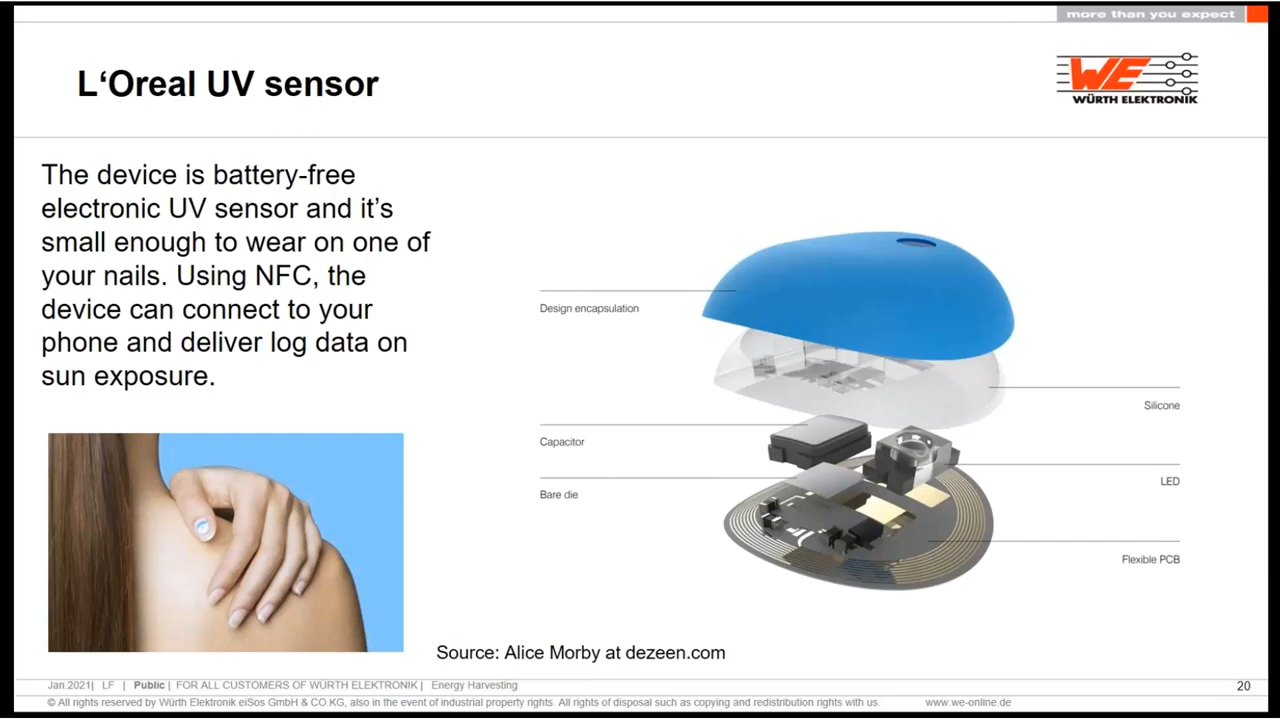 more than you expect
L‘Oreal UV sensor
WE
WÜRTH ELEKTRONIK
The device is battery-free
electronic UV sensor and it’s
small enough to wear on one of
your nails. Using NFC, the
device can connect to your
phone and deliver log data on
sun exposure.
Design encapsulation
Silicone
Capacitor
LED
Bare die
Flexible PCB
Source: Alice Morby at dezeen.com
Jan.2021| LF | Public | FOR ALL CUSTOMERS OF WÜRTH ELEKTRONIK | Energy Harvesting
20
© All rights reserved by Würth Elektronik eiSos GmbH & CO.KG, also in the event of industrial property rights. All rights of disposal such as copying and redistribution rights with us. www.we-online.de